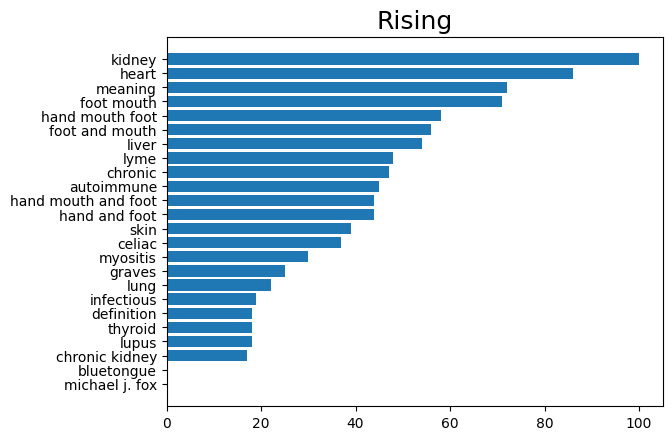 Rising
kidney
heart
meaning
foot mouth
hand mouth foot
foot and mouth
liver
lyme
chronic
autoimmune
hand mouth and foot
hand and foot
skin
celiac
myositis
graves
lung
infectious
definition
thyroid
lupus
chronic kidney
bluetongue
michael j. fox
0 20 40 60 80 100